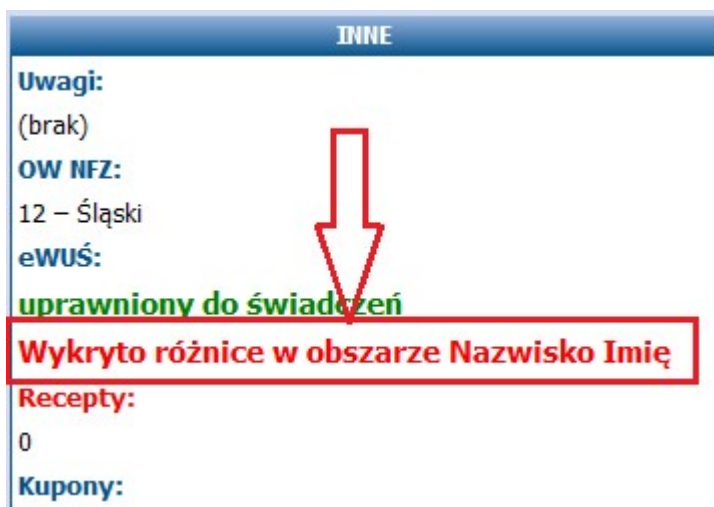 INNE
Uwagi:
(brak)
OW NFZ:
12 – Śląski
eWUŚ:
uprawniony do świadczeń
Wykryto różnice w obszarze Nazwisko Imię
Recepty:
0
Kupony: